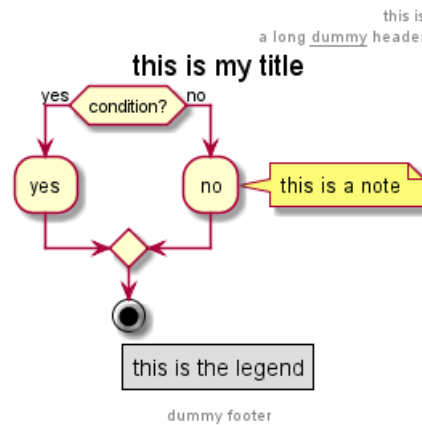 this is
a long dummy header
this is my title
yes
condition?
no
yes
no
this is a note
this is the legend
dummy footer